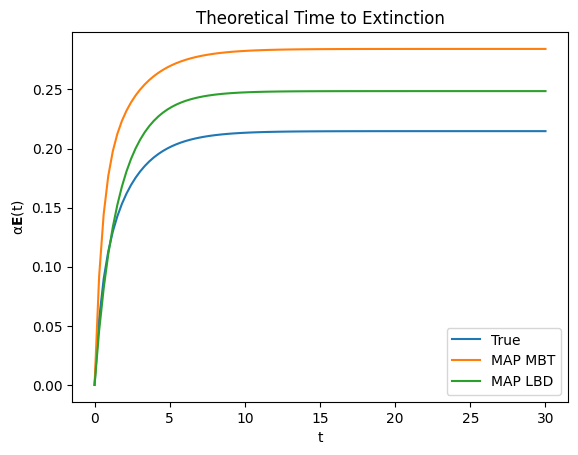 Theoretical Time to Extinction
αE(t)
0.25
0.20
0.15
0.10
0.05
0.00
0 5 10 15 20 25 30
t
True
MAP MBT
MAP LBD